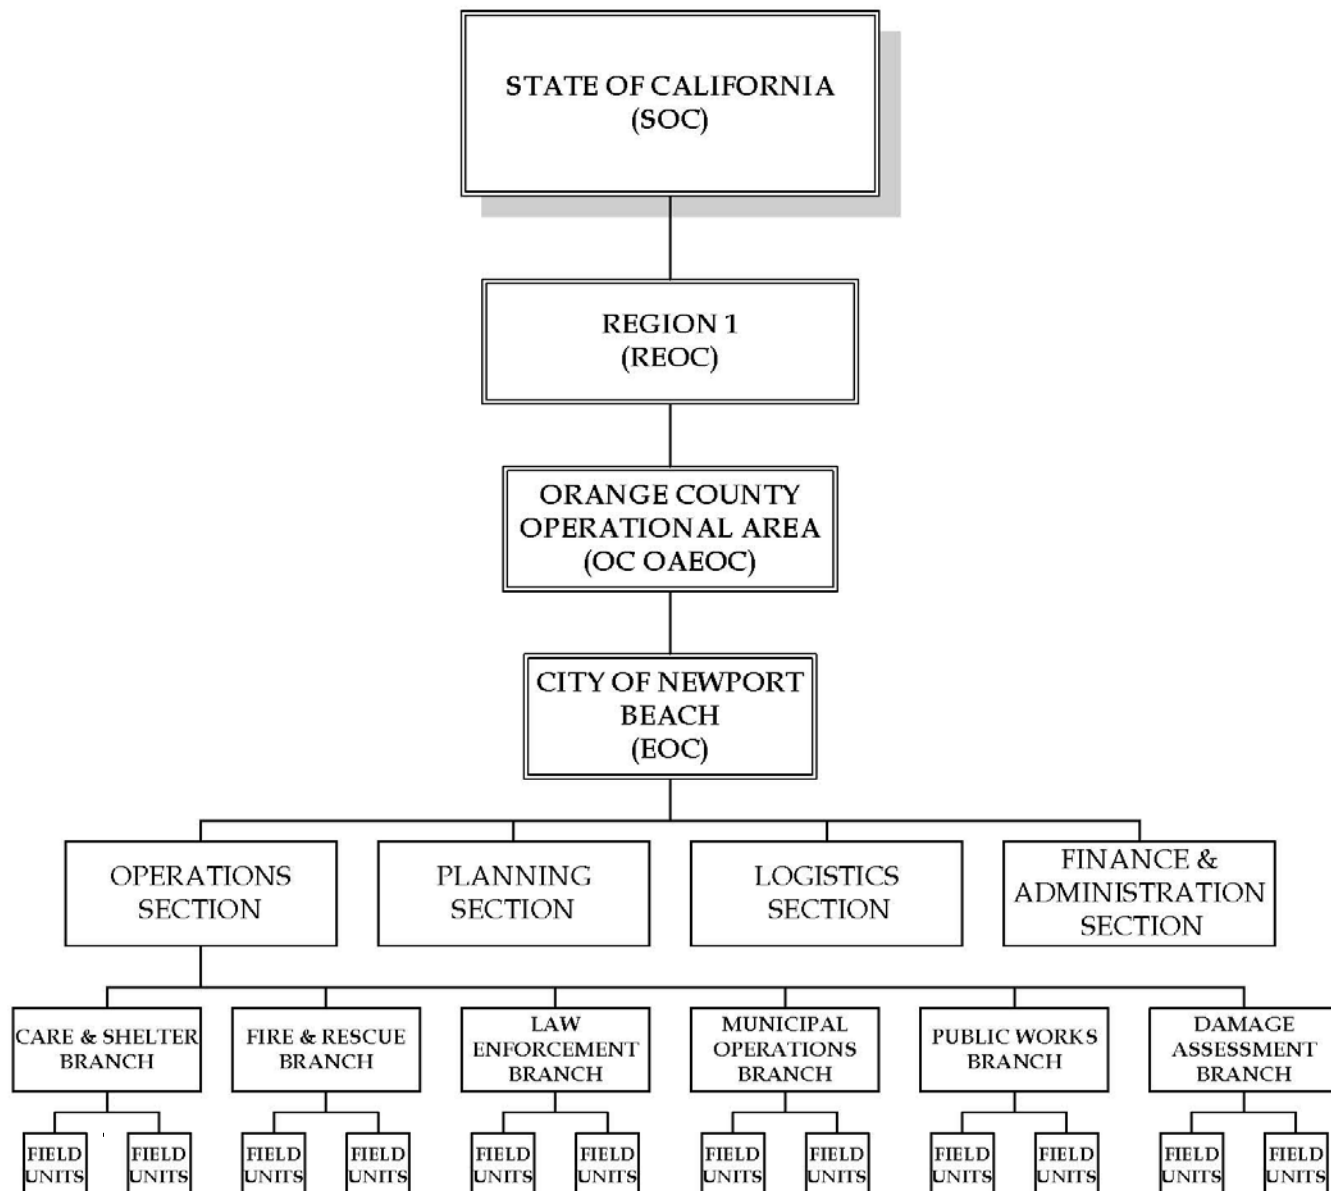 STATE OF CALIFORNIA
(SOC)
REGION 1
(REOC)
ORANGE COUNTY
OPERATIONAL AREA
(OC OAEOC)
CITY OF NEWPORT
BEACH
(EOC)
OPERATIONS
SECTION
PLANNING
SECTION
LOGISTICS
SECTION
FINANCE &
ADMINISTRATION
SECTION
CARE & SHELTER
BRANCH
FIRE & RESCUE
BRANCH
LAW
ENFORCEMENT
BRANCH
MUNICIPAL
OPERATIONS
BRANCH
PUBLIC WORKS
BRANCH
DAMAGE
ASSESSMENT
BRANCH
FIELD
UNITS
FIELD
UNITS
FIELD
UNITS
FIELD
UNITS
FIELD
UNITS
FIELD
UNITS
FIELD
UNITS
FIELD
UNITS
FIELD
UNITS
FIELD
UNITS
FIELD
UNITS
FIELD
UNITS